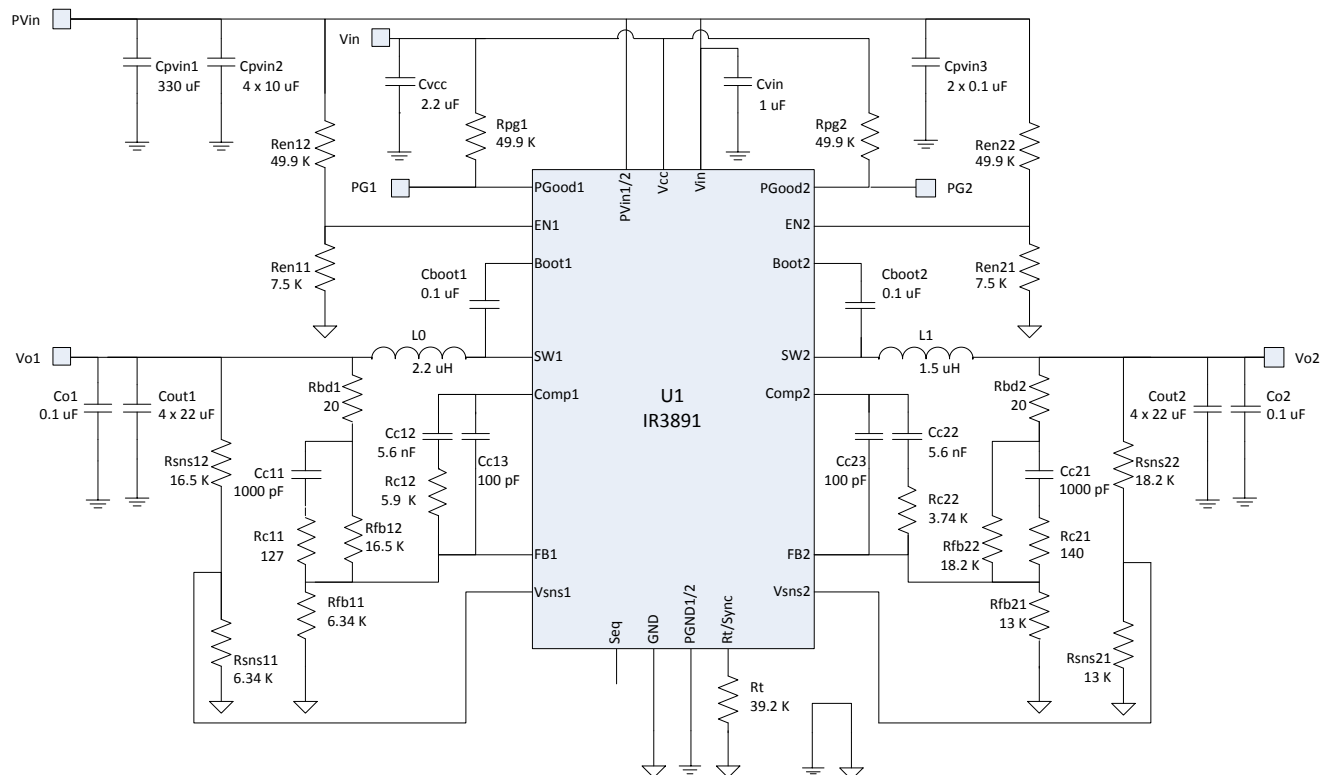 PVin
Vin
Cpvin1
330 uF
Cpvin2
4 x 10 uF
Cvcc
2.2 uF
Cvin
1 uF
Cpvin3
2 x 0.1 uF
Ren12
49.9 K
Rpg1
49.9 K
Rpg2
49.9 K
Ren22
49.9 K
PG1
PGood1
PVin1/2
Vcc
Vin
PGood2
PG2
EN1
EN2
Ren11
7.5 K
Boot1
Boot2
Ren21
7.5 K
Cboot1
0.1 uF
Cboot2
0.1 uF
Vo1
L0
2.2 uH
SW1
SW2
L1
1.5 uH
Vo2
U1
IR3891
Co1
0.1 uF
Cout1
4 x 22 uF
Rbd1
20
Comp1
Comp2
Rbd2
20
Cout2
4 x 22 uF
Co2
0.1 uF
Rsns12
16.5 K
Cc11
1000 pF
Cc12
5.6 nF
Cc13
100 pF
Rc12
5.9 K
Cc23
100 pF
Cc22
5.6 nF
Rc22
3.74 K
Cc21
1000 pF
Rsns22
18.2 K
Rc11
127
Rfb12
16.5 K
FB1
FB2
Rfb22
18.2 K
Rc21
140
Vsns1
Vsns2
Rfb11
6.34 K
Rfb21
13 K
Rsns11
6.34 K
Rsns21
13 K
Seq
GND
PGND1/2
Rt/Sync
Rt
39.2 K